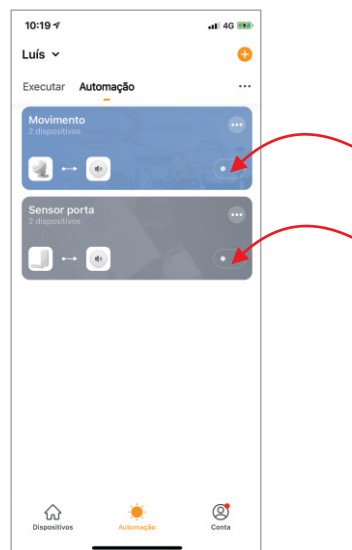 10:19
4G
Luís
Executar Automação
Movimento
2 dispositivos
Sensor porta
2 dispositivos
Dispositivos Automação Conta